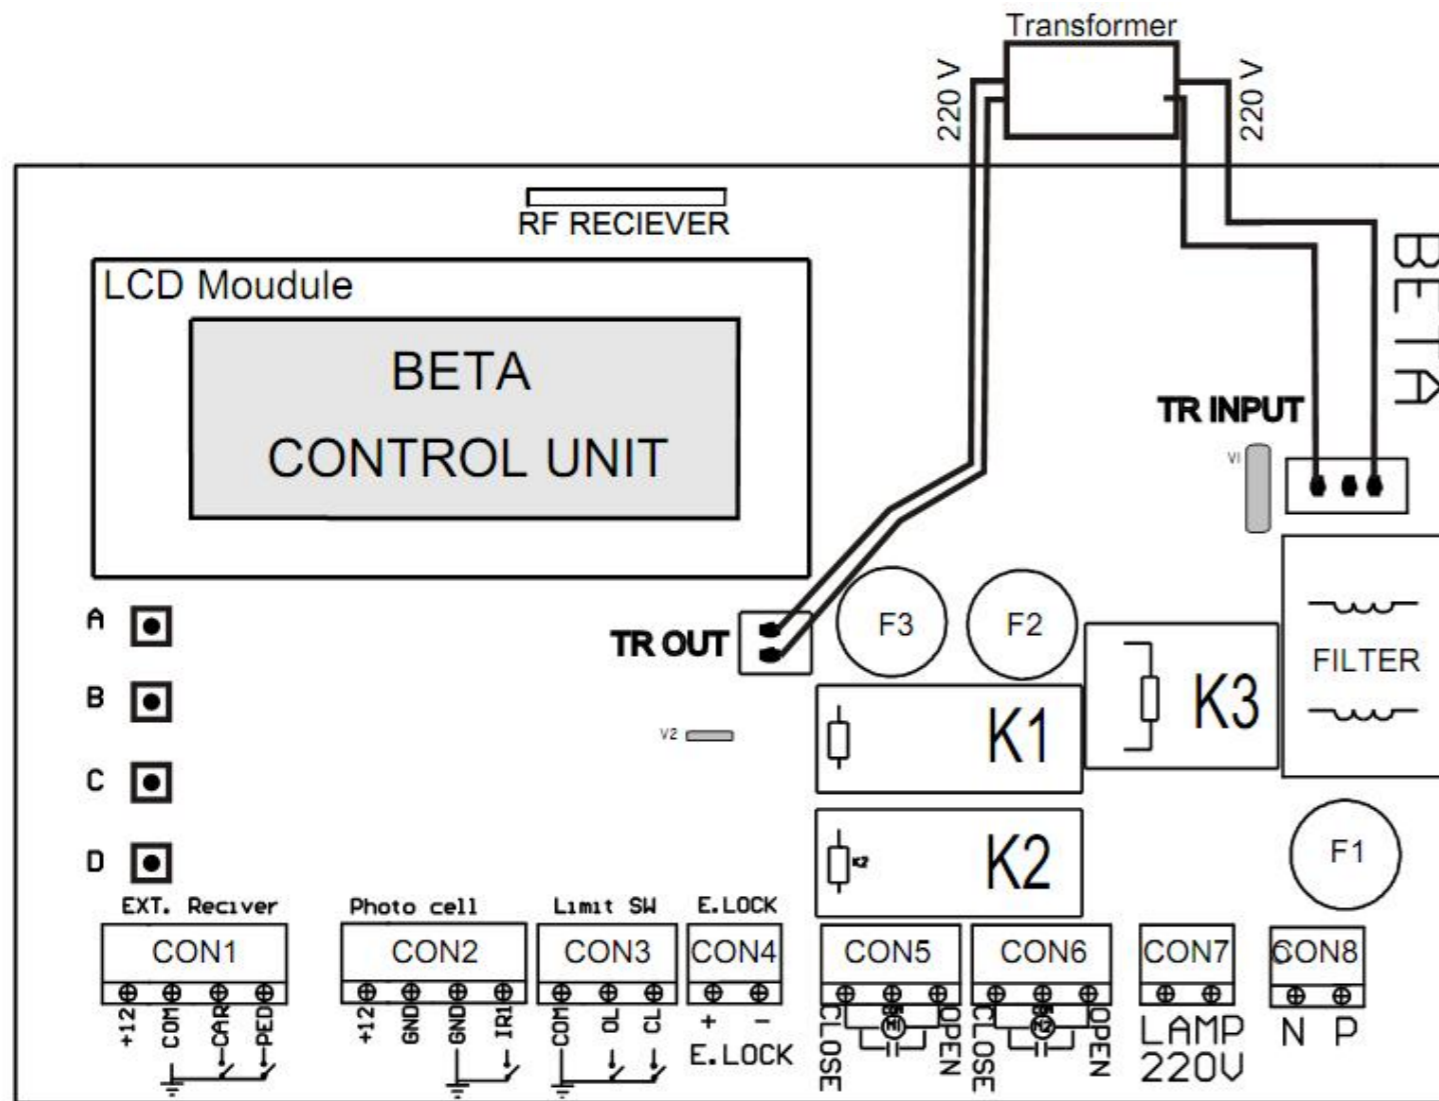 Transformer
220 V
220 V
RF RECIEVER
LCD Moudule
BETA
CONTROL UNIT
BETA
TR INPUT
V1
A
B
C
D
TR OUT
F3
F2
FILTER
V2
K1
K3
K2
K2
F1
EXT. Reciver
Photo cell
Limit SW
E.LOCK
CON1
CON2
CON3
CON4
CON5
CON6
CON7
CON8
+12
COM
CAR
PED
+12
GND
GND
IR1
COM
OL
CL
+ -
E.LOCK
CLOSE
OPEN
CLOSE
OPEN
LAMP
220V
N P